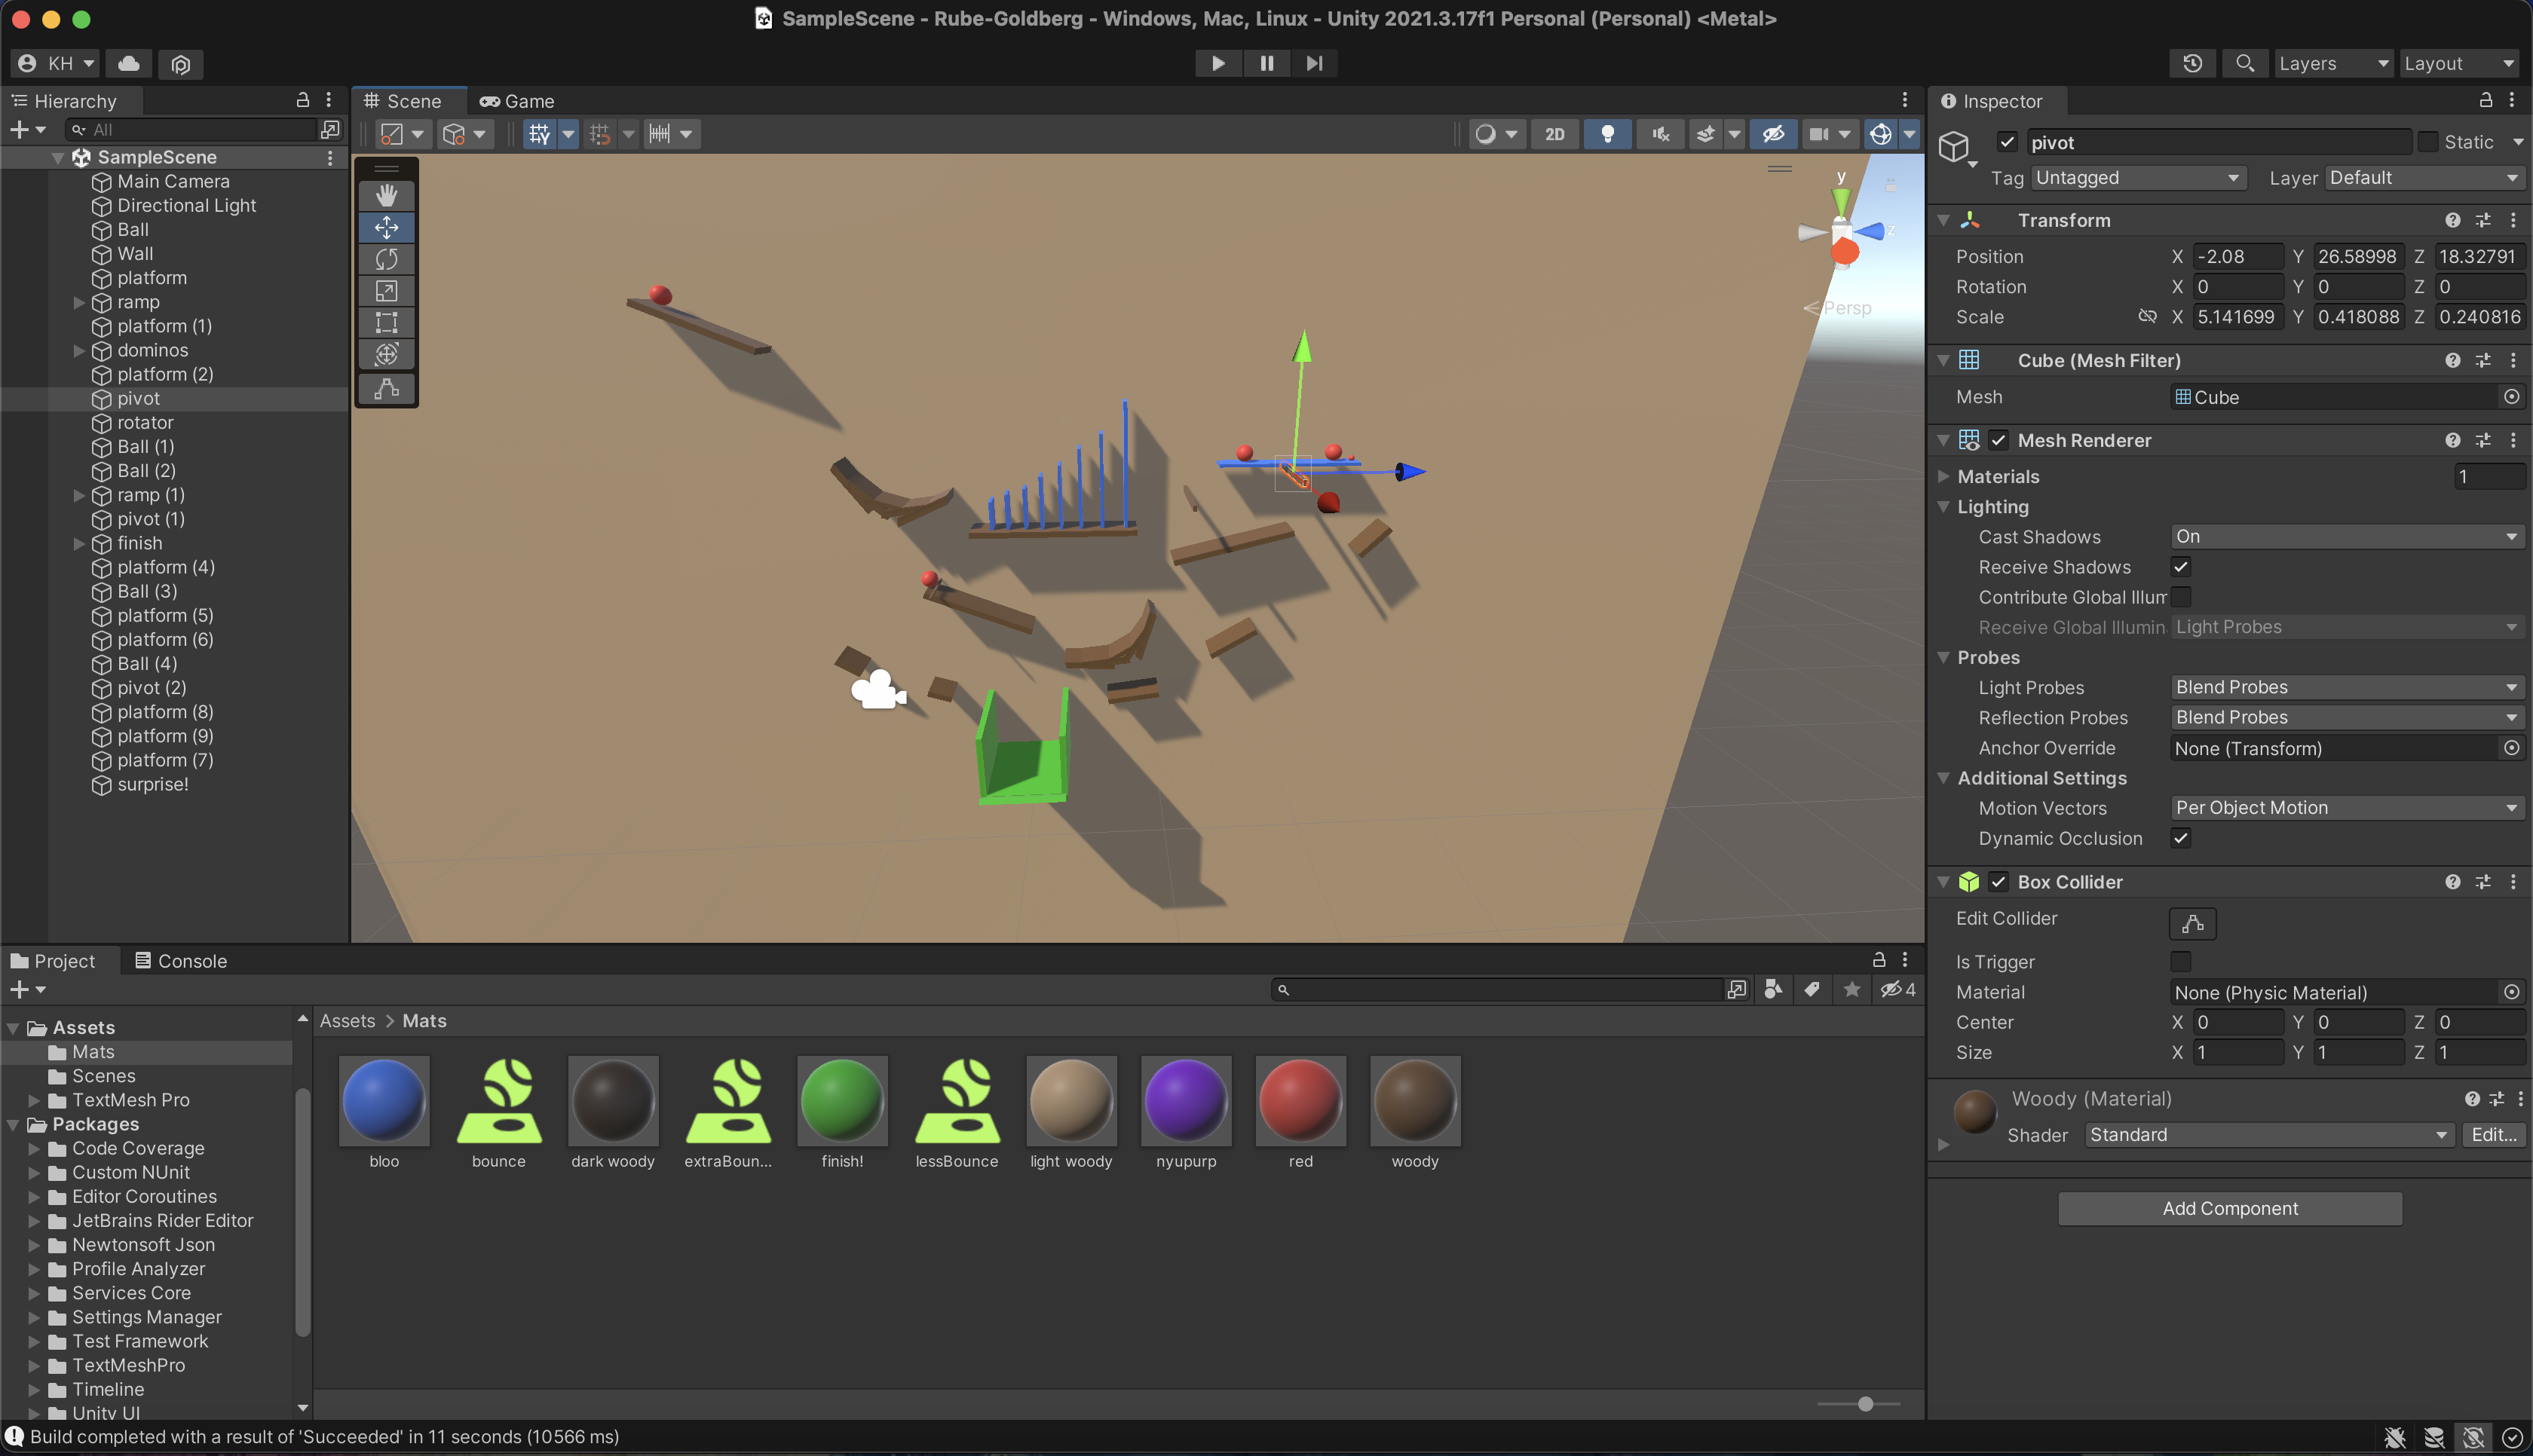 SampleScene - Rube-Goldberg - Windows, Mac, Linux - Unity 2021.3.17f1 Personal (Personal) <Metal>
KH
Layers
Layout
Hierarchy
All
SampleScene
Main Camera
Directional Light
Ball
Wall
platform
ramp
platform (1)
dominos
platform (2)
pivot
rotator
Ball (1)
Ball (2)
ramp (1)
pivot (1)
finish
platform (4)
Ball (3)
platform (5)
platform (6)
Ball (4)
pivot (2)
platform (8)
platform (9)
platform (7)
surprise!
Scene
Game
2D
y
z
Persp
Inspector
pivot
Static
Tag Untagged Layer Default
Transform
Position X -2.08 Y 26.58998 Z 18.32791
Rotation X 0 Y 0 Z 0
Scale X 5.141699 Y 0.418088 Z 0.240816
Cube (Mesh Filter)
Mesh Cube
Mesh Renderer
Materials 1
Lighting
Cast Shadows On
Receive Shadows
Contribute Global Illum
Receive Global Illumin Light Probes
Probes
Light Probes Blend Probes
Reflection Probes Blend Probes
Anchor Override None (Transform)
Additional Settings
Motion Vectors Per Object Motion
Dynamic Occlusion
Box Collider
Edit Collider
Is Trigger
Material None (Physic Material)
Center X 0 Y 0 Z 0
Size X 1 Y 1 Z 1
Woody (Material)
Shader Standard Edit...
Add Component
Project
Console
4
Assets
Mats
Scenes
TextMesh Pro
Packages
Code Coverage
Custom NUnit
Editor Coroutines
JetBrains Rider Editor
Newtonsoft Json
Profile Analyzer
Services Core
Settings Manager
Test Framework
TextMeshPro
Timeline
Unity UI
Assets > Mats
bloo
bounce
dark woody
extraBoun...
finish!
lessBounce
light woody
nyupurp
red
woody
Build completed with a result of 'Succeeded' in 11 seconds (10566 ms)